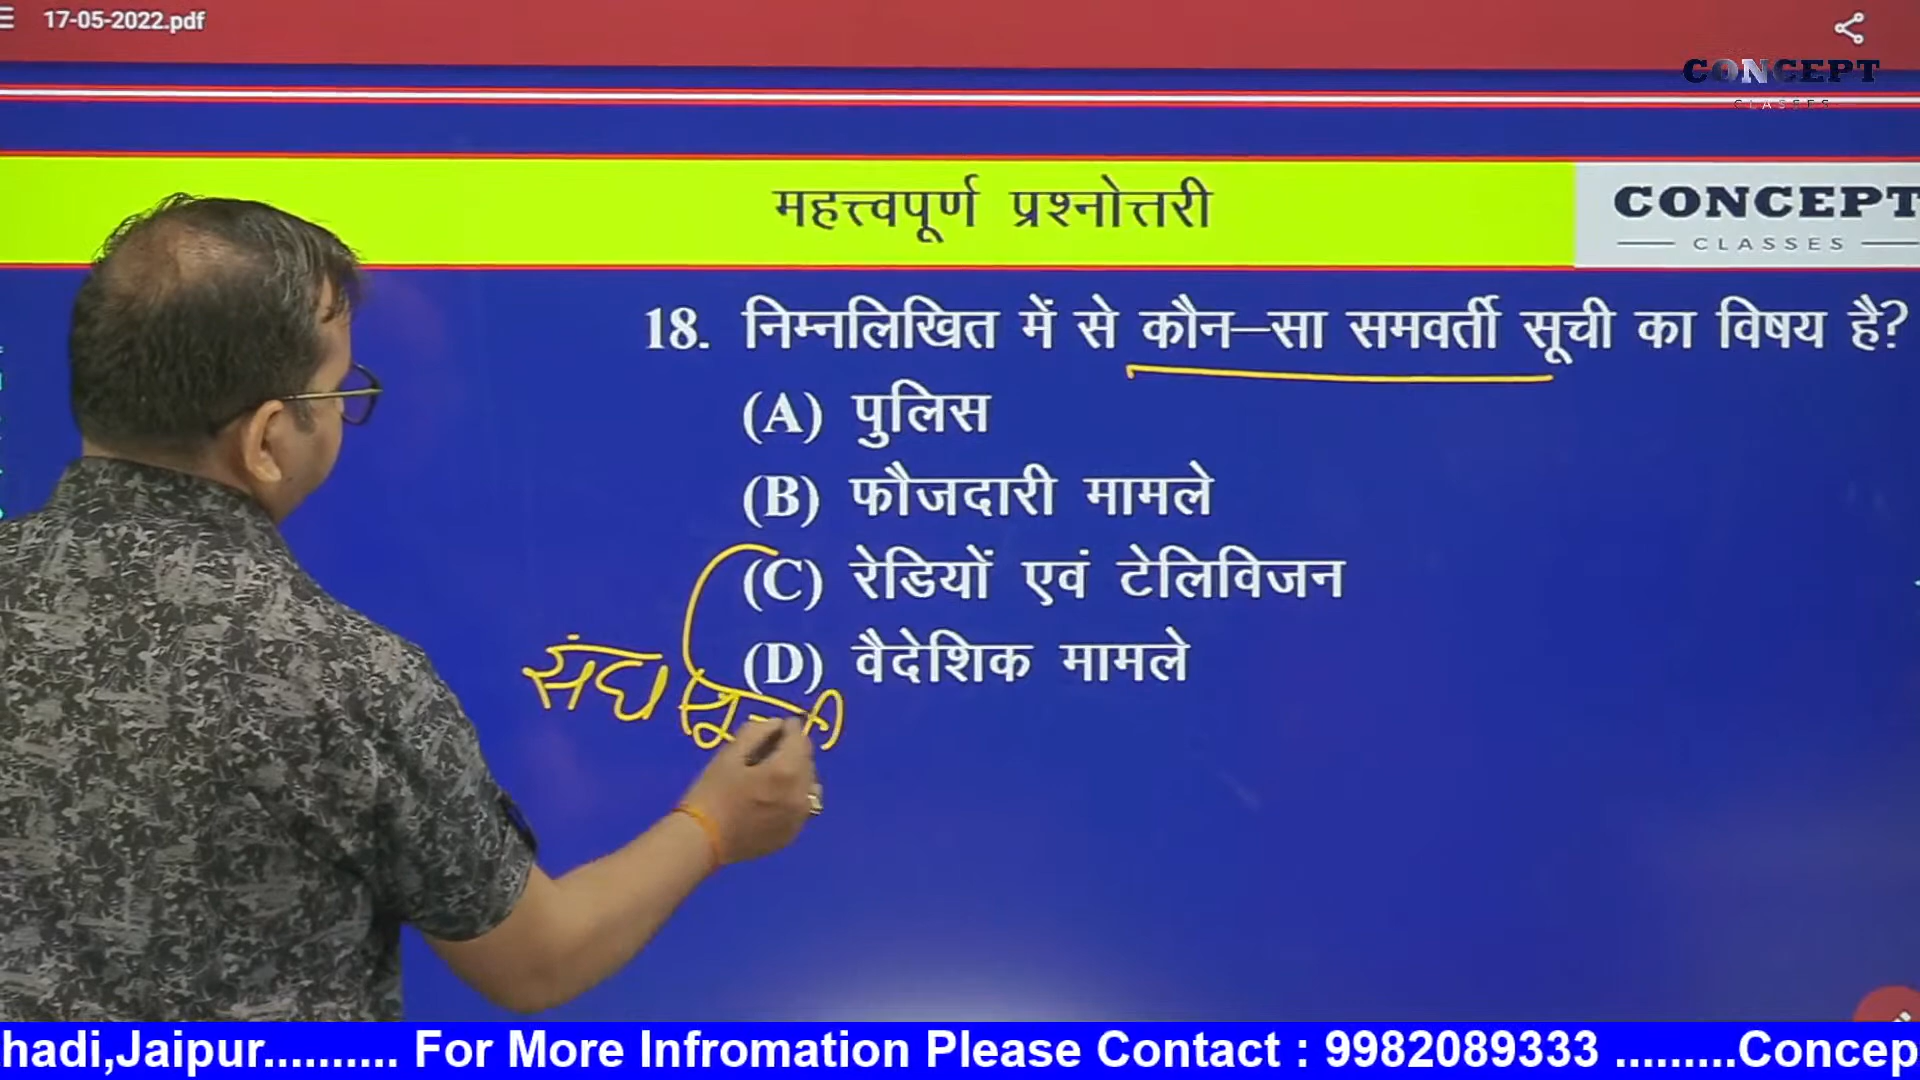 17-05-2022.pdf
CONCEPT
CLASSES
महत्त्वपूर्ण प्रश्नोत्तरी
CONCEPT
CLASSES
18. निम्नलिखित में से कौन–सा समवर्ती सूची का विषय है?
(A) पुलिस
(B) फौजदारी मामले
(C) रेडियों एवं टेलिविजन
(D) वैदेशिक मामले
संघ
hadi,Jaipur.......... For More Infromation Please Contact : 9982089333 .........Concep